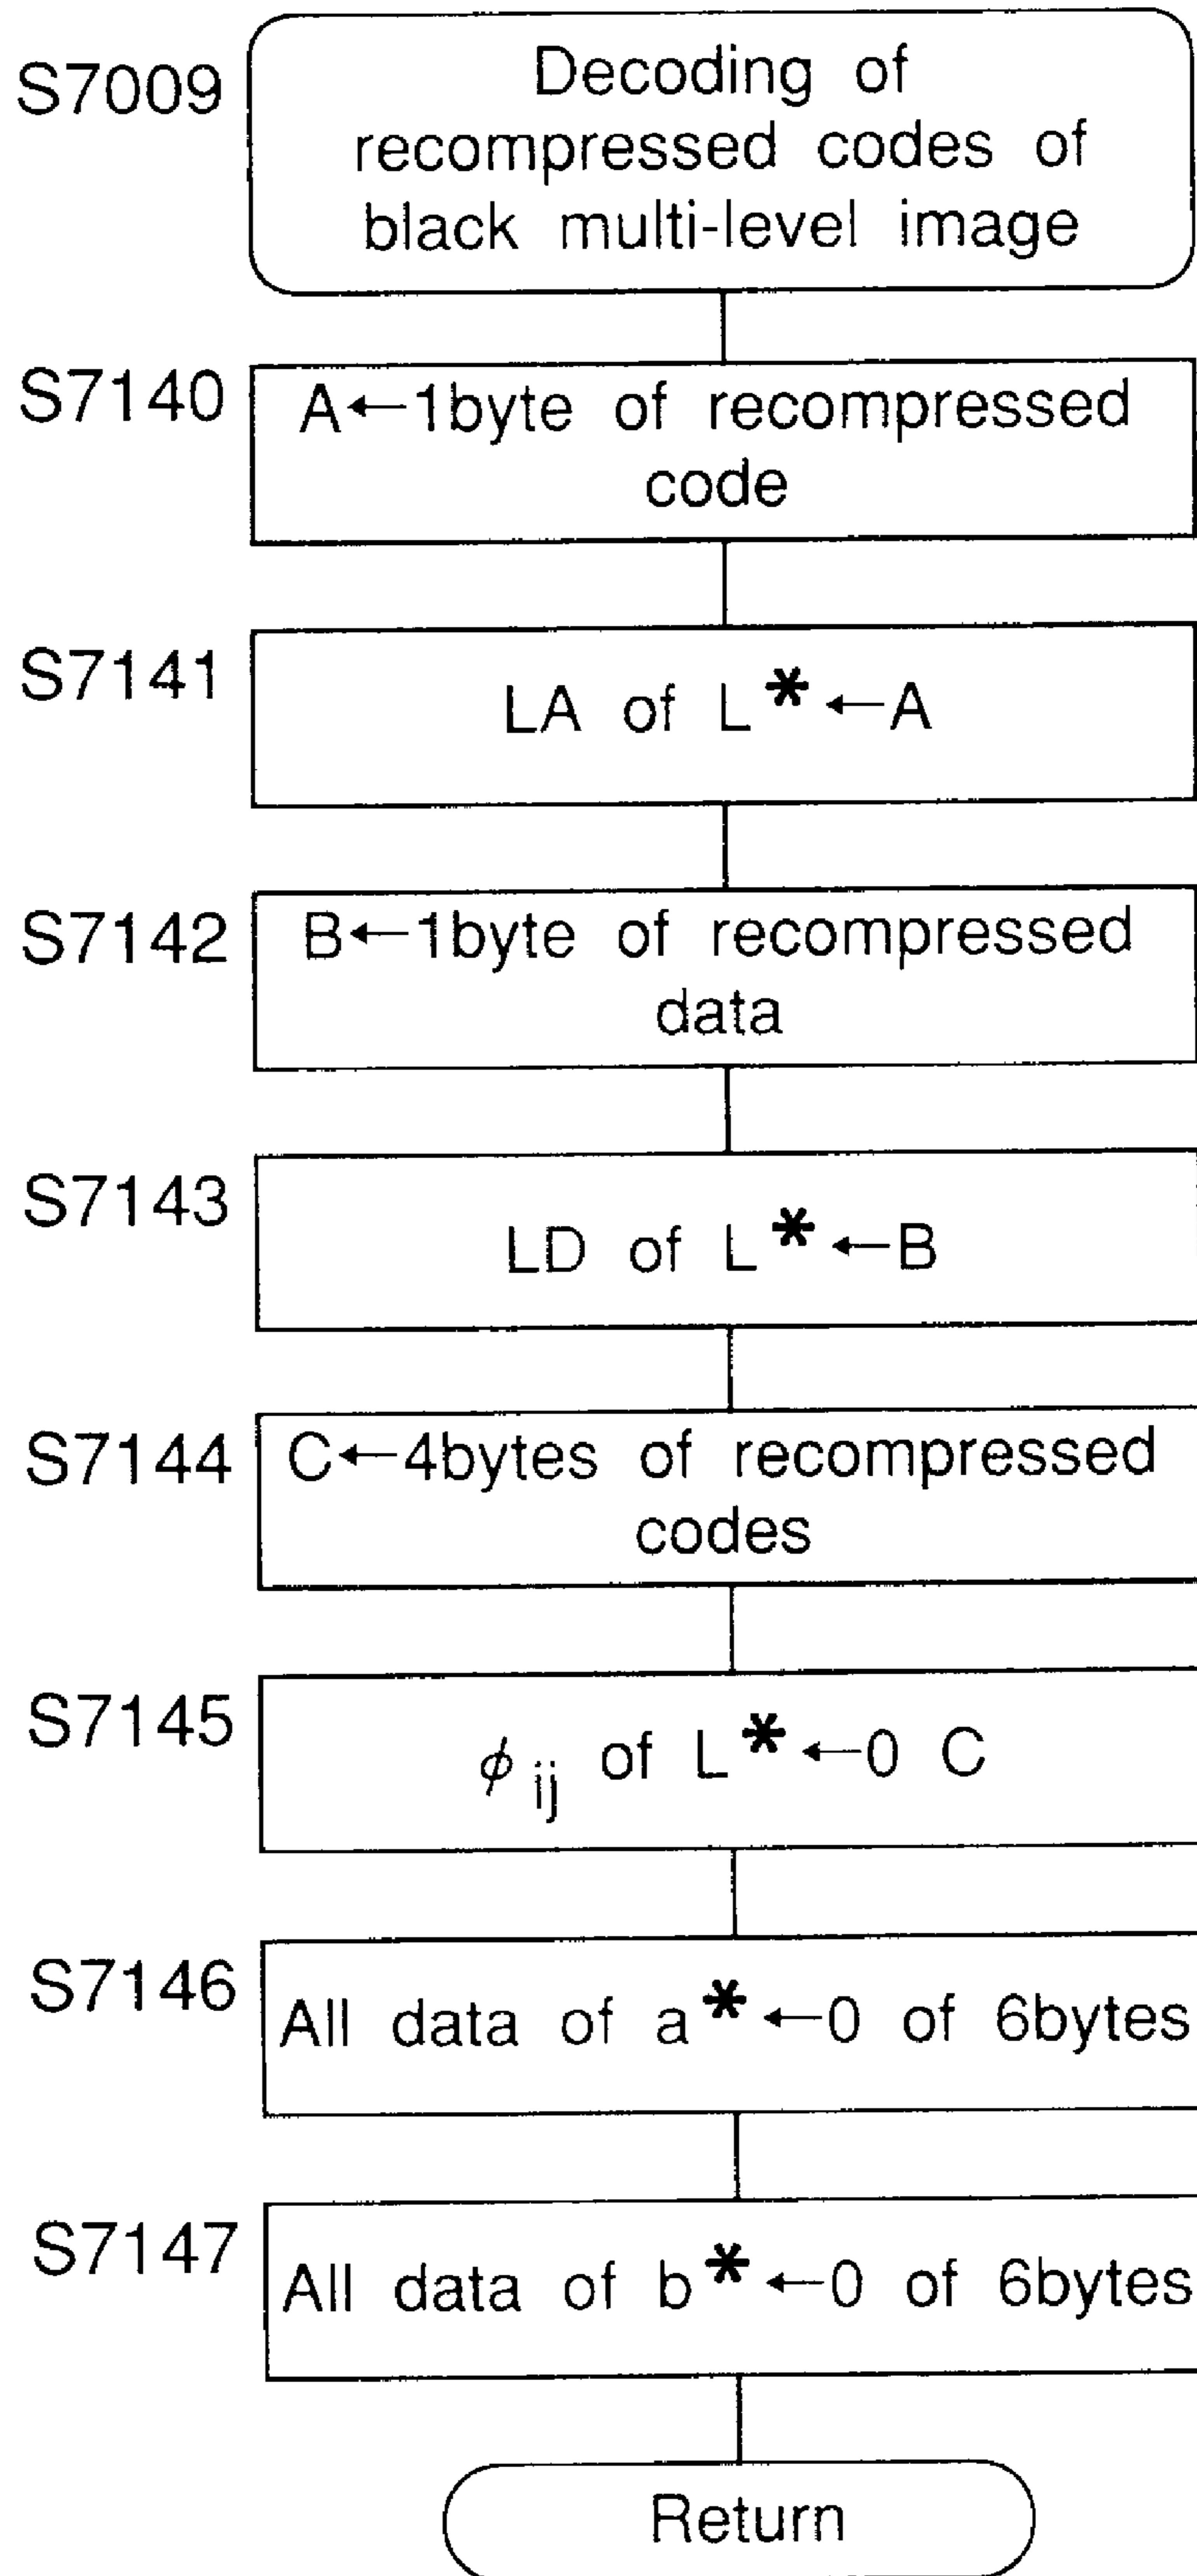 S7009
Decoding of
recompressed codes of
black multi-level image
S7140
A←1byte of recompressed
code
S7141
LA of L*←A
S7142
B←1byte of recompressed
data
S7143
LD of L*←B
S7144
C←4bytes of recompressed
codes
S7145
ϕij of L*←0 C
S7146
All data of a*←0 of 6bytes
S7147
All data of b*←0 of 6bytes
Return